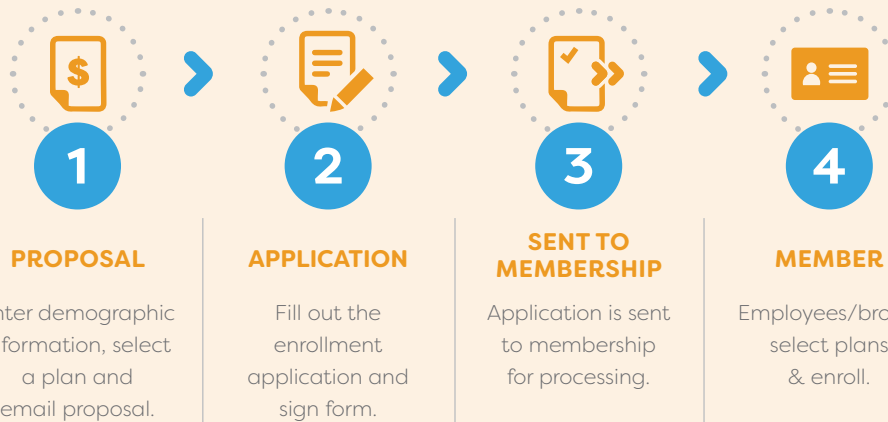 $
1
2
3
4
PROPOSAL
nter demographic
formation, select
a plan and
email proposal.
APPLICATION
Fill out the
enrollment
application and
sign form.
SENT TO
MEMBERSHIP
Application is sent
to membership
for processing.
MEMBER
Employees/bro
select plans
& enroll.